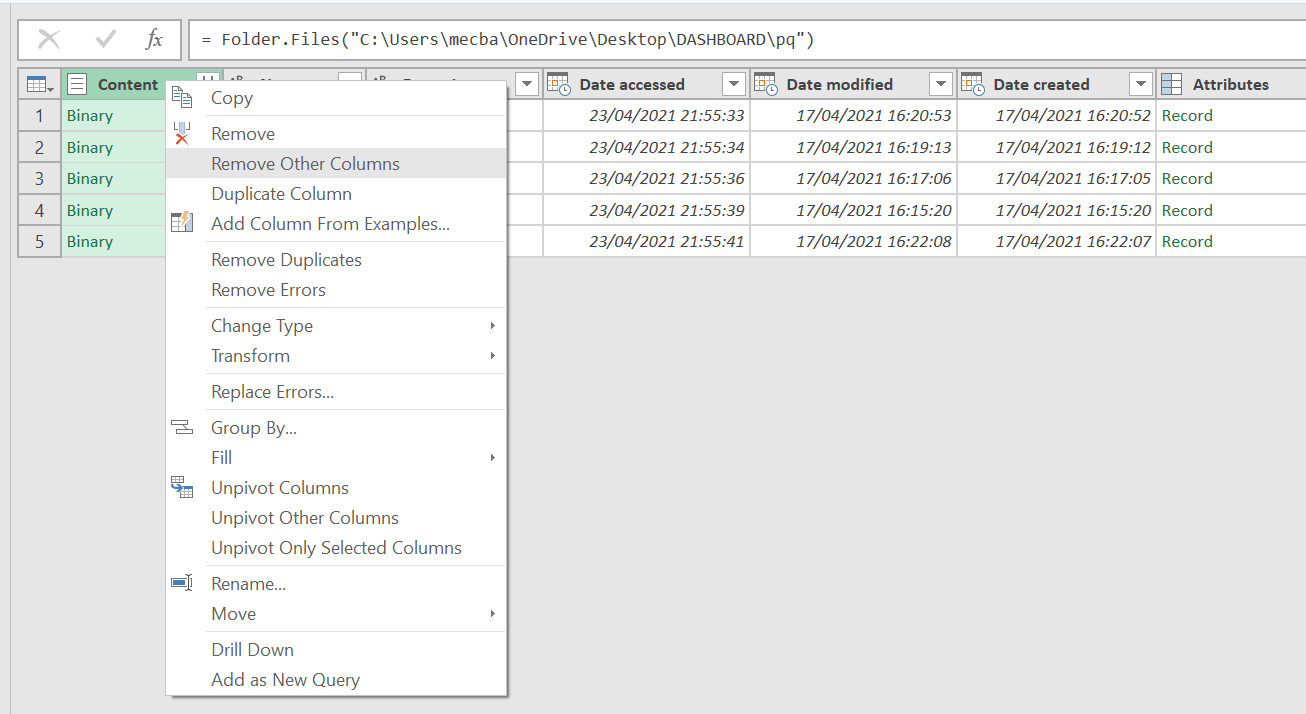 fx = Folder.Files("C:\Users\mecba\OneDrive\Desktop\DASHBOARD\pq")
Content Date accessed Date modified Date created Attributes
1 Binary 23/04/2021 21:55:33 17/04/2021 16:20:53 17/04/2021 16:20:52 Record
2 Binary 23/04/2021 21:55:34 17/04/2021 16:19:13 17/04/2021 16:19:12 Record
3 Binary 23/04/2021 21:55:36 17/04/2021 16:17:06 17/04/2021 16:17:05 Record
4 Binary 23/04/2021 21:55:39 17/04/2021 16:15:20 17/04/2021 16:15:20 Record
5 Binary 23/04/2021 21:55:41 17/04/2021 16:22:08 17/04/2021 16:22:07 Record
Copy
Remove
Remove Other Columns
Duplicate Column
Add Column From Examples...
Remove Duplicates
Remove Errors
Change Type
Transform
Replace Errors...
Group By...
Fill
Unpivot Columns
Unpivot Other Columns
Unpivot Only Selected Columns
Rename...
Move
Drill Down
Add as New Query